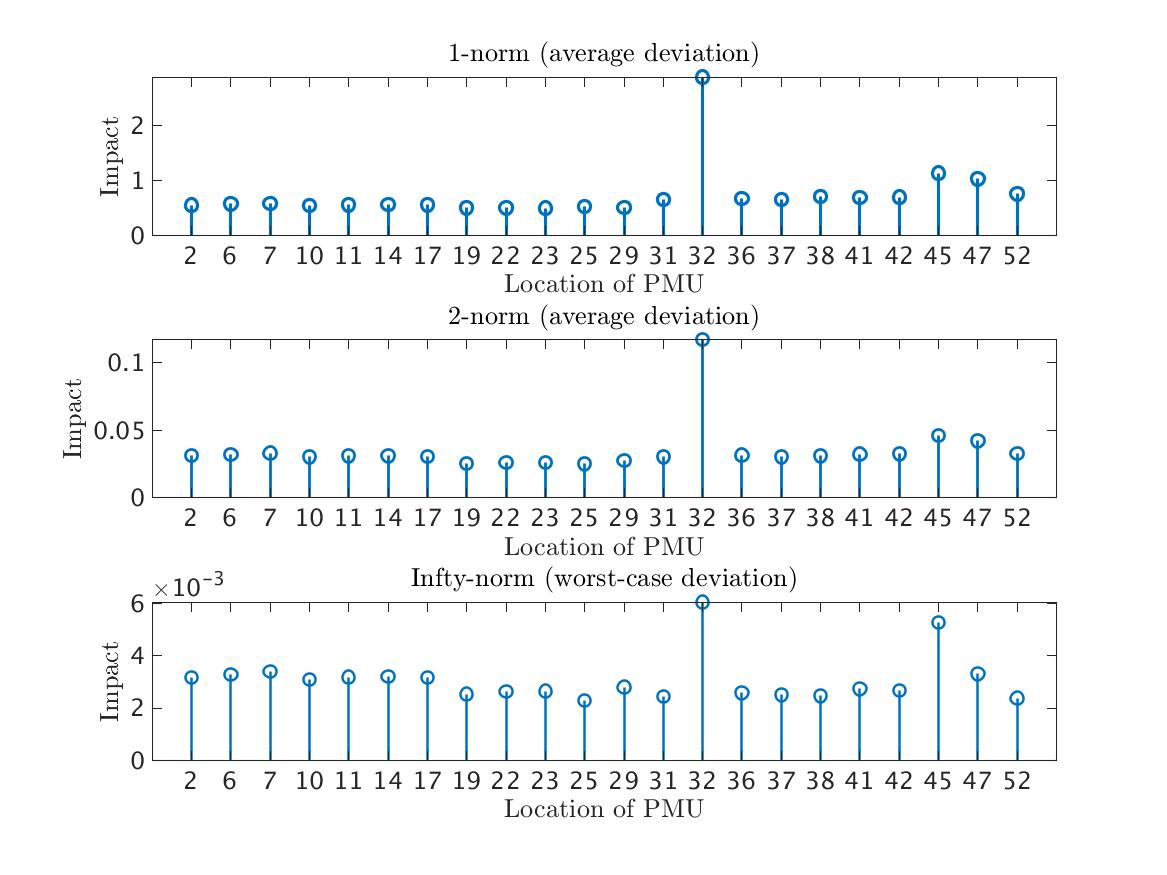 1-norm (average deviation)
Impact
2
1
0
2 6 7 10 11 14 17 19 22 23 25 29 31 32 36 37 38 41 42 45 47 52
Location of PMU
2-norm (average deviation)
Impact
0.1
0.05
0
2 6 7 10 11 14 17 19 22 23 25 29 31 32 36 37 38 41 42 45 47 52
Location of PMU
Infty-norm (worst-case deviation)
×10⁻³
Impact
6
4
2
0
2 6 7 10 11 14 17 19 22 23 25 29 31 32 36 37 38 41 42 45 47 52
Location of PMU